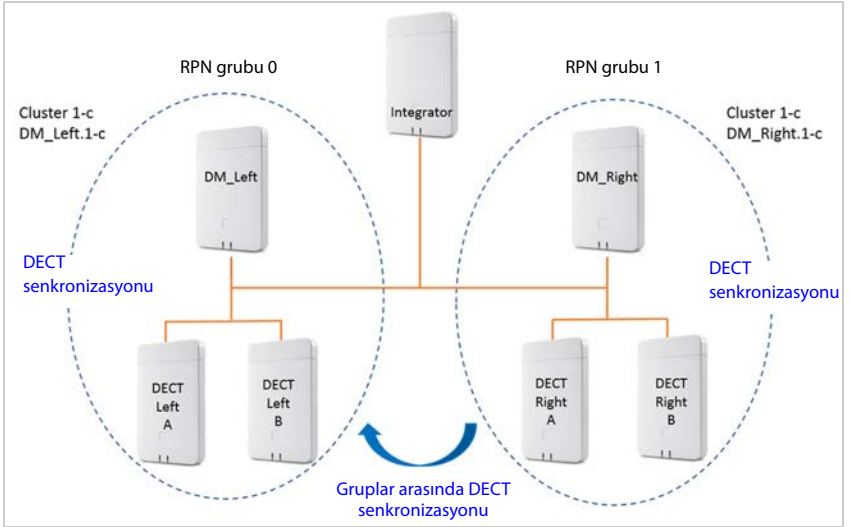 RPN grubu 0
RPN grubu 1
Integrator
Cluster 1-c
DM_Left.1-c
Cluster 1-c
DM_Right.1-c
DM_Left
DM_Right
DECT
senkronizasyonu
DECT
senkronizasyonu
DECT
Left
A
DECT
Left
B
DECT
Right
A
DECT
Right
B
Gruplar arasında DECT
senkronizasyonu